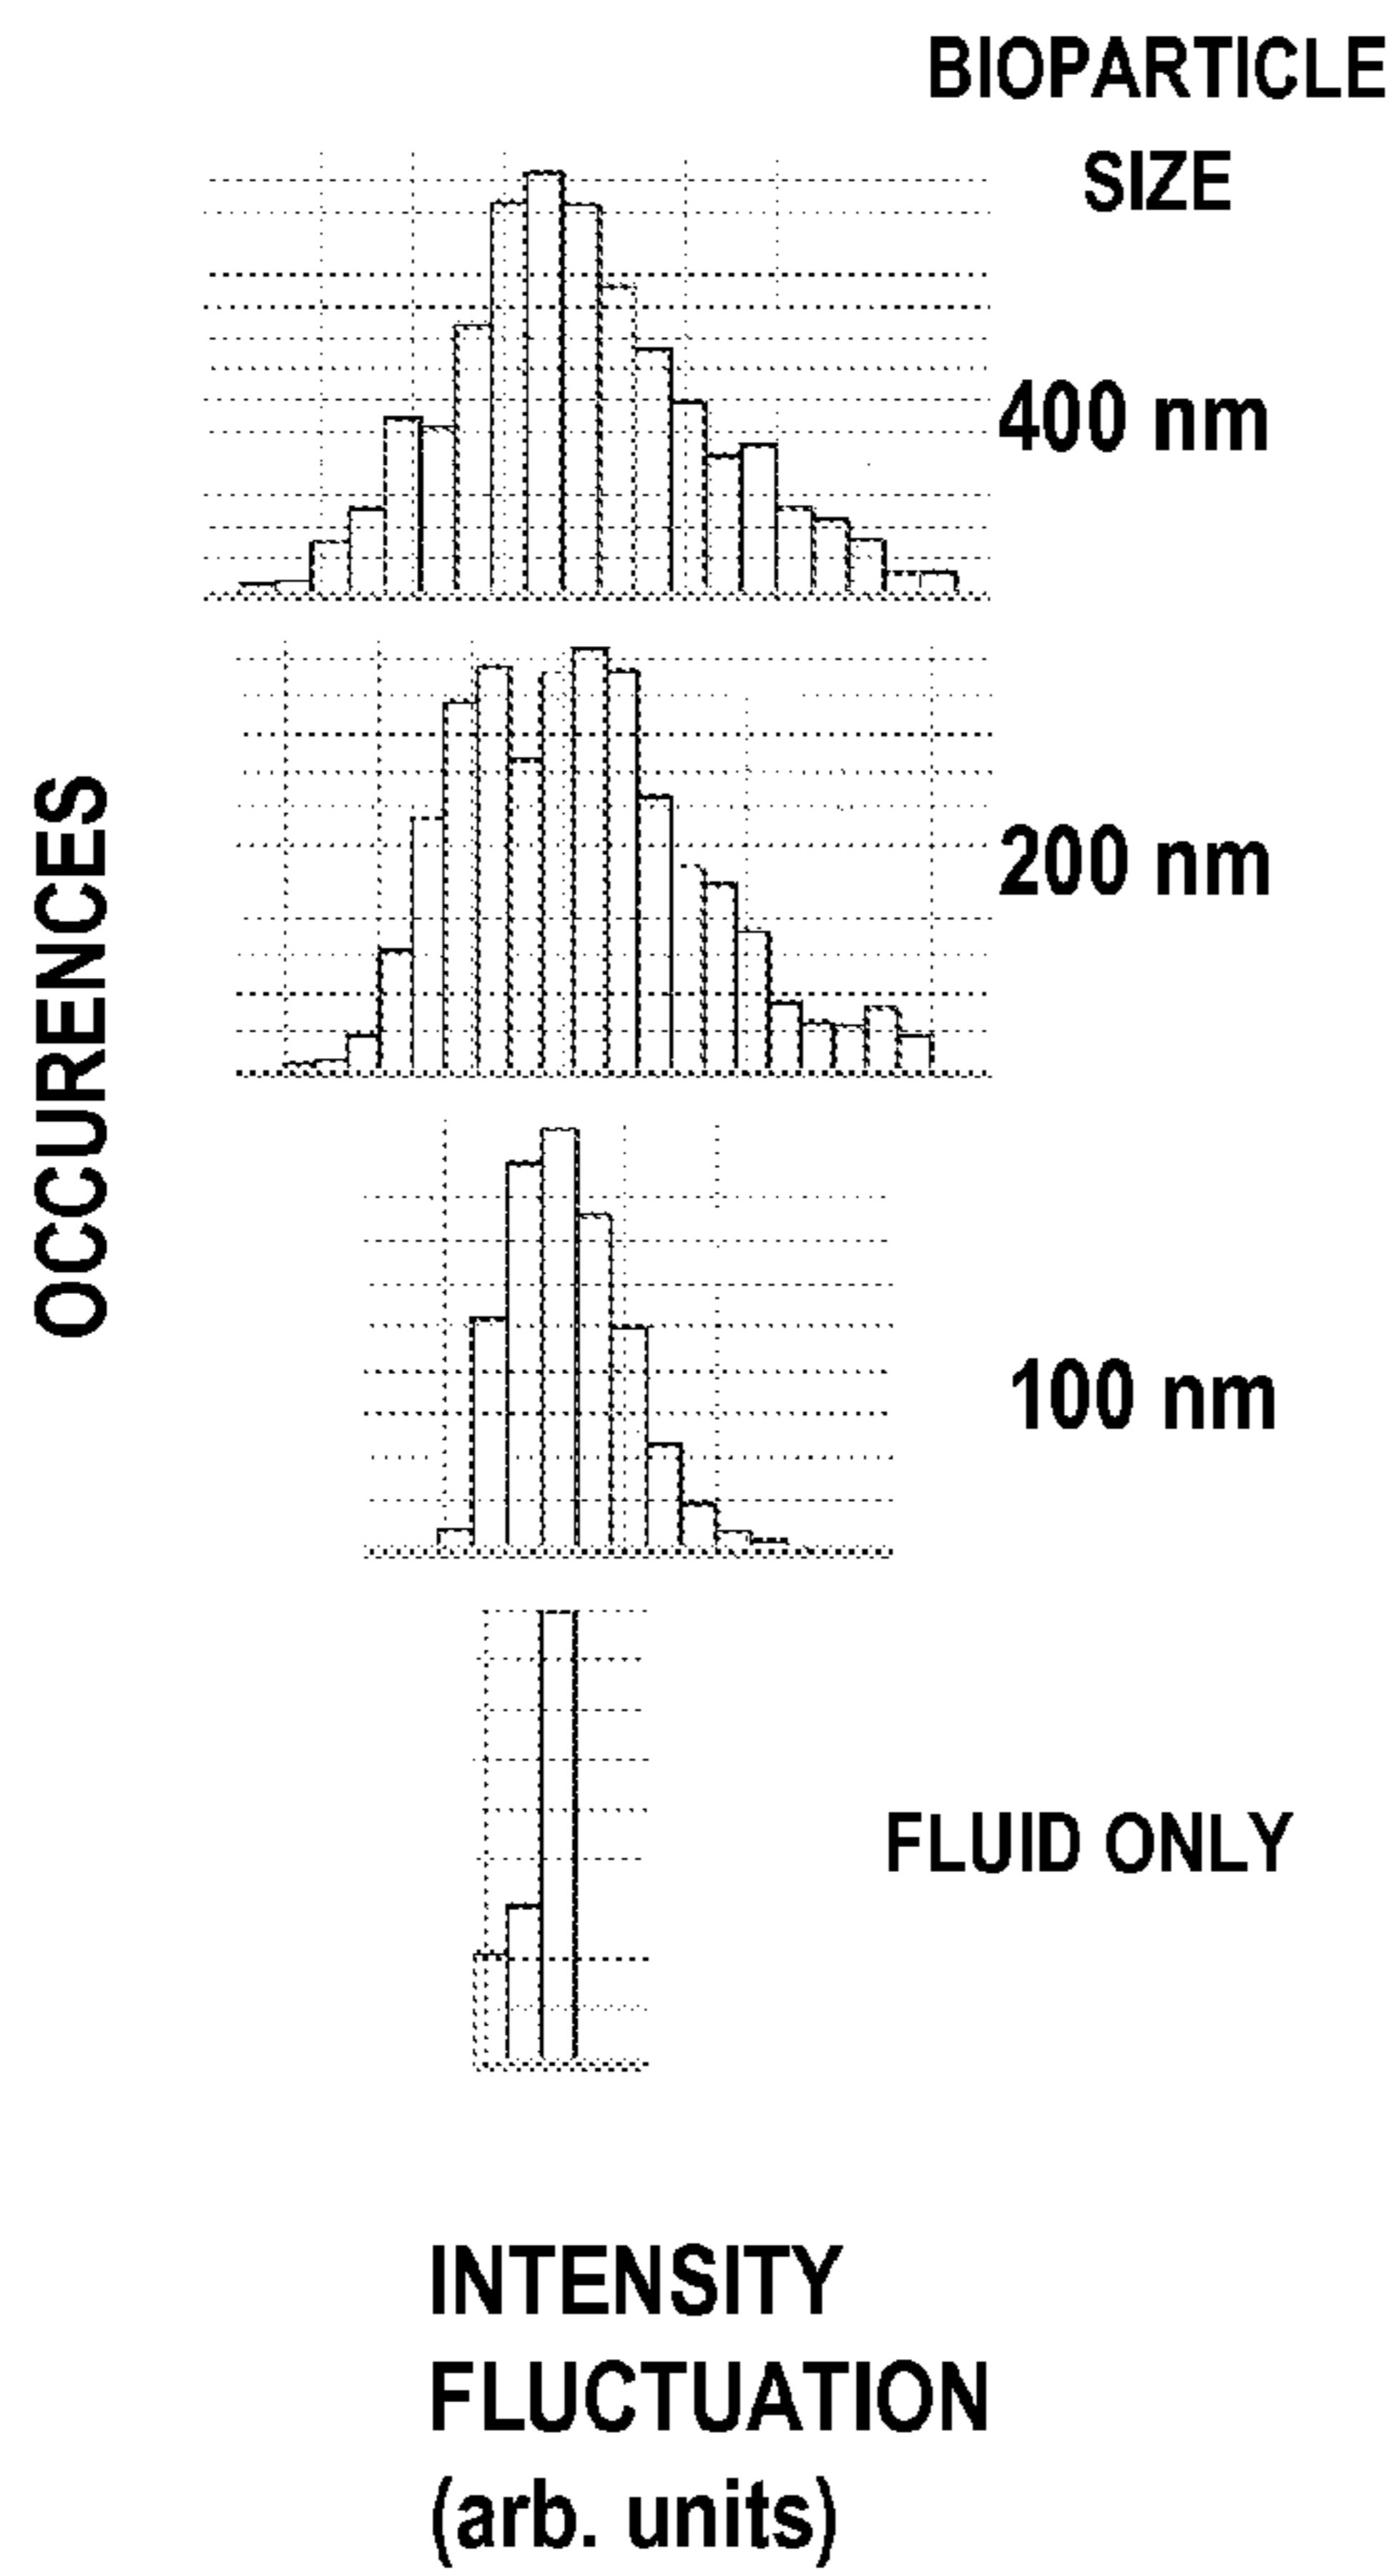 BIOPARTICLE
SIZE
400 nm
200 nm
OCCURENCES
100 nm
FLUID ONLY
INTENSITY
FLUCTUATION
(arb. units)